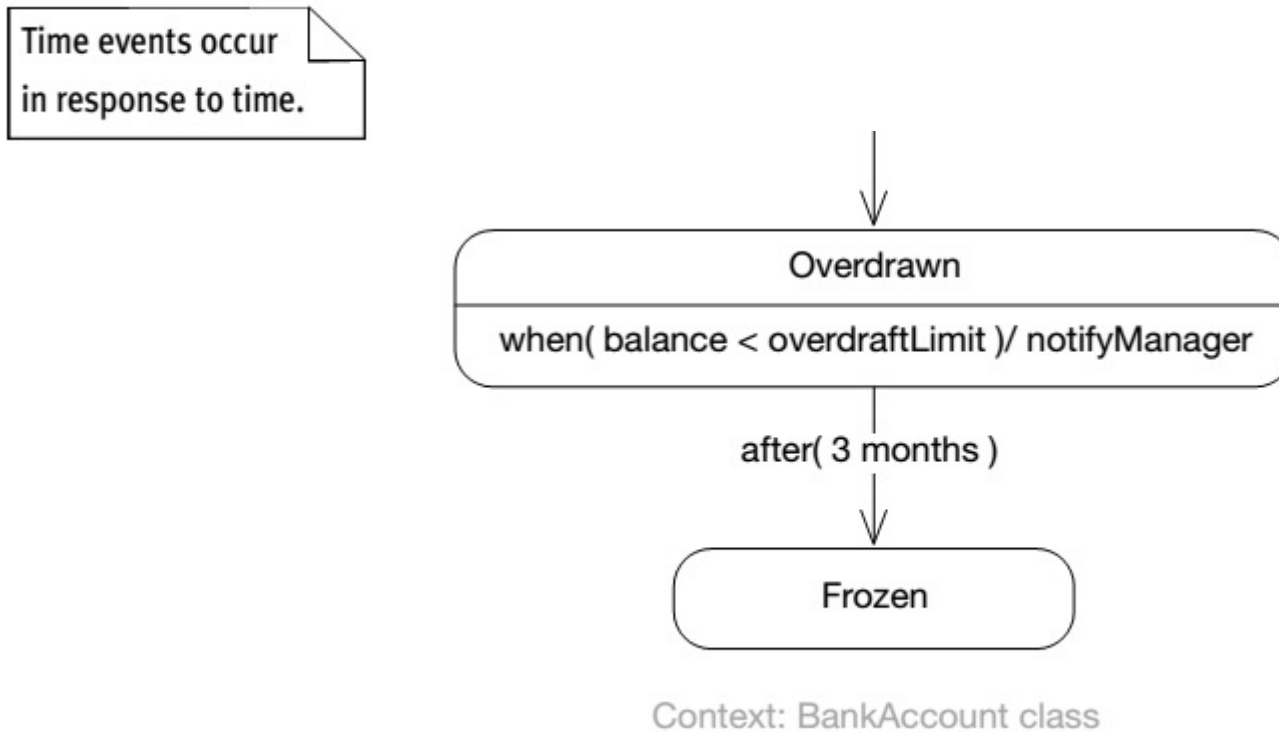 Time events occur
in response to time.
Overdrawn
when( balance < overdraftLimit )/ notifyManager
after( 3 months )
Frozen
Context: BankAccount class